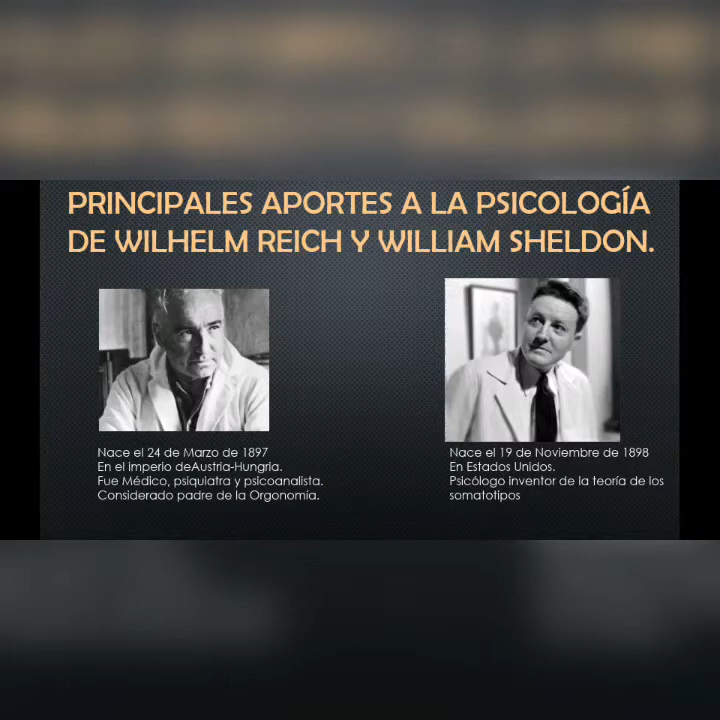 PRINCIPALES APORTES A LA PSICOLOGÍA
DE WILHELM REICH Y WILLIAM SHELDON.
Nace el 24 de Marzo de 1897
En el imperio deAustria-Hungria.
Fue Médico, psiquiatra y psicoanalista.
Considerado padre de la Orgonomía.
Nace el 19 de Noviembre de 1898
En Estados Unidos.
Psicólogo inventor de la teoría de los
somatotipos